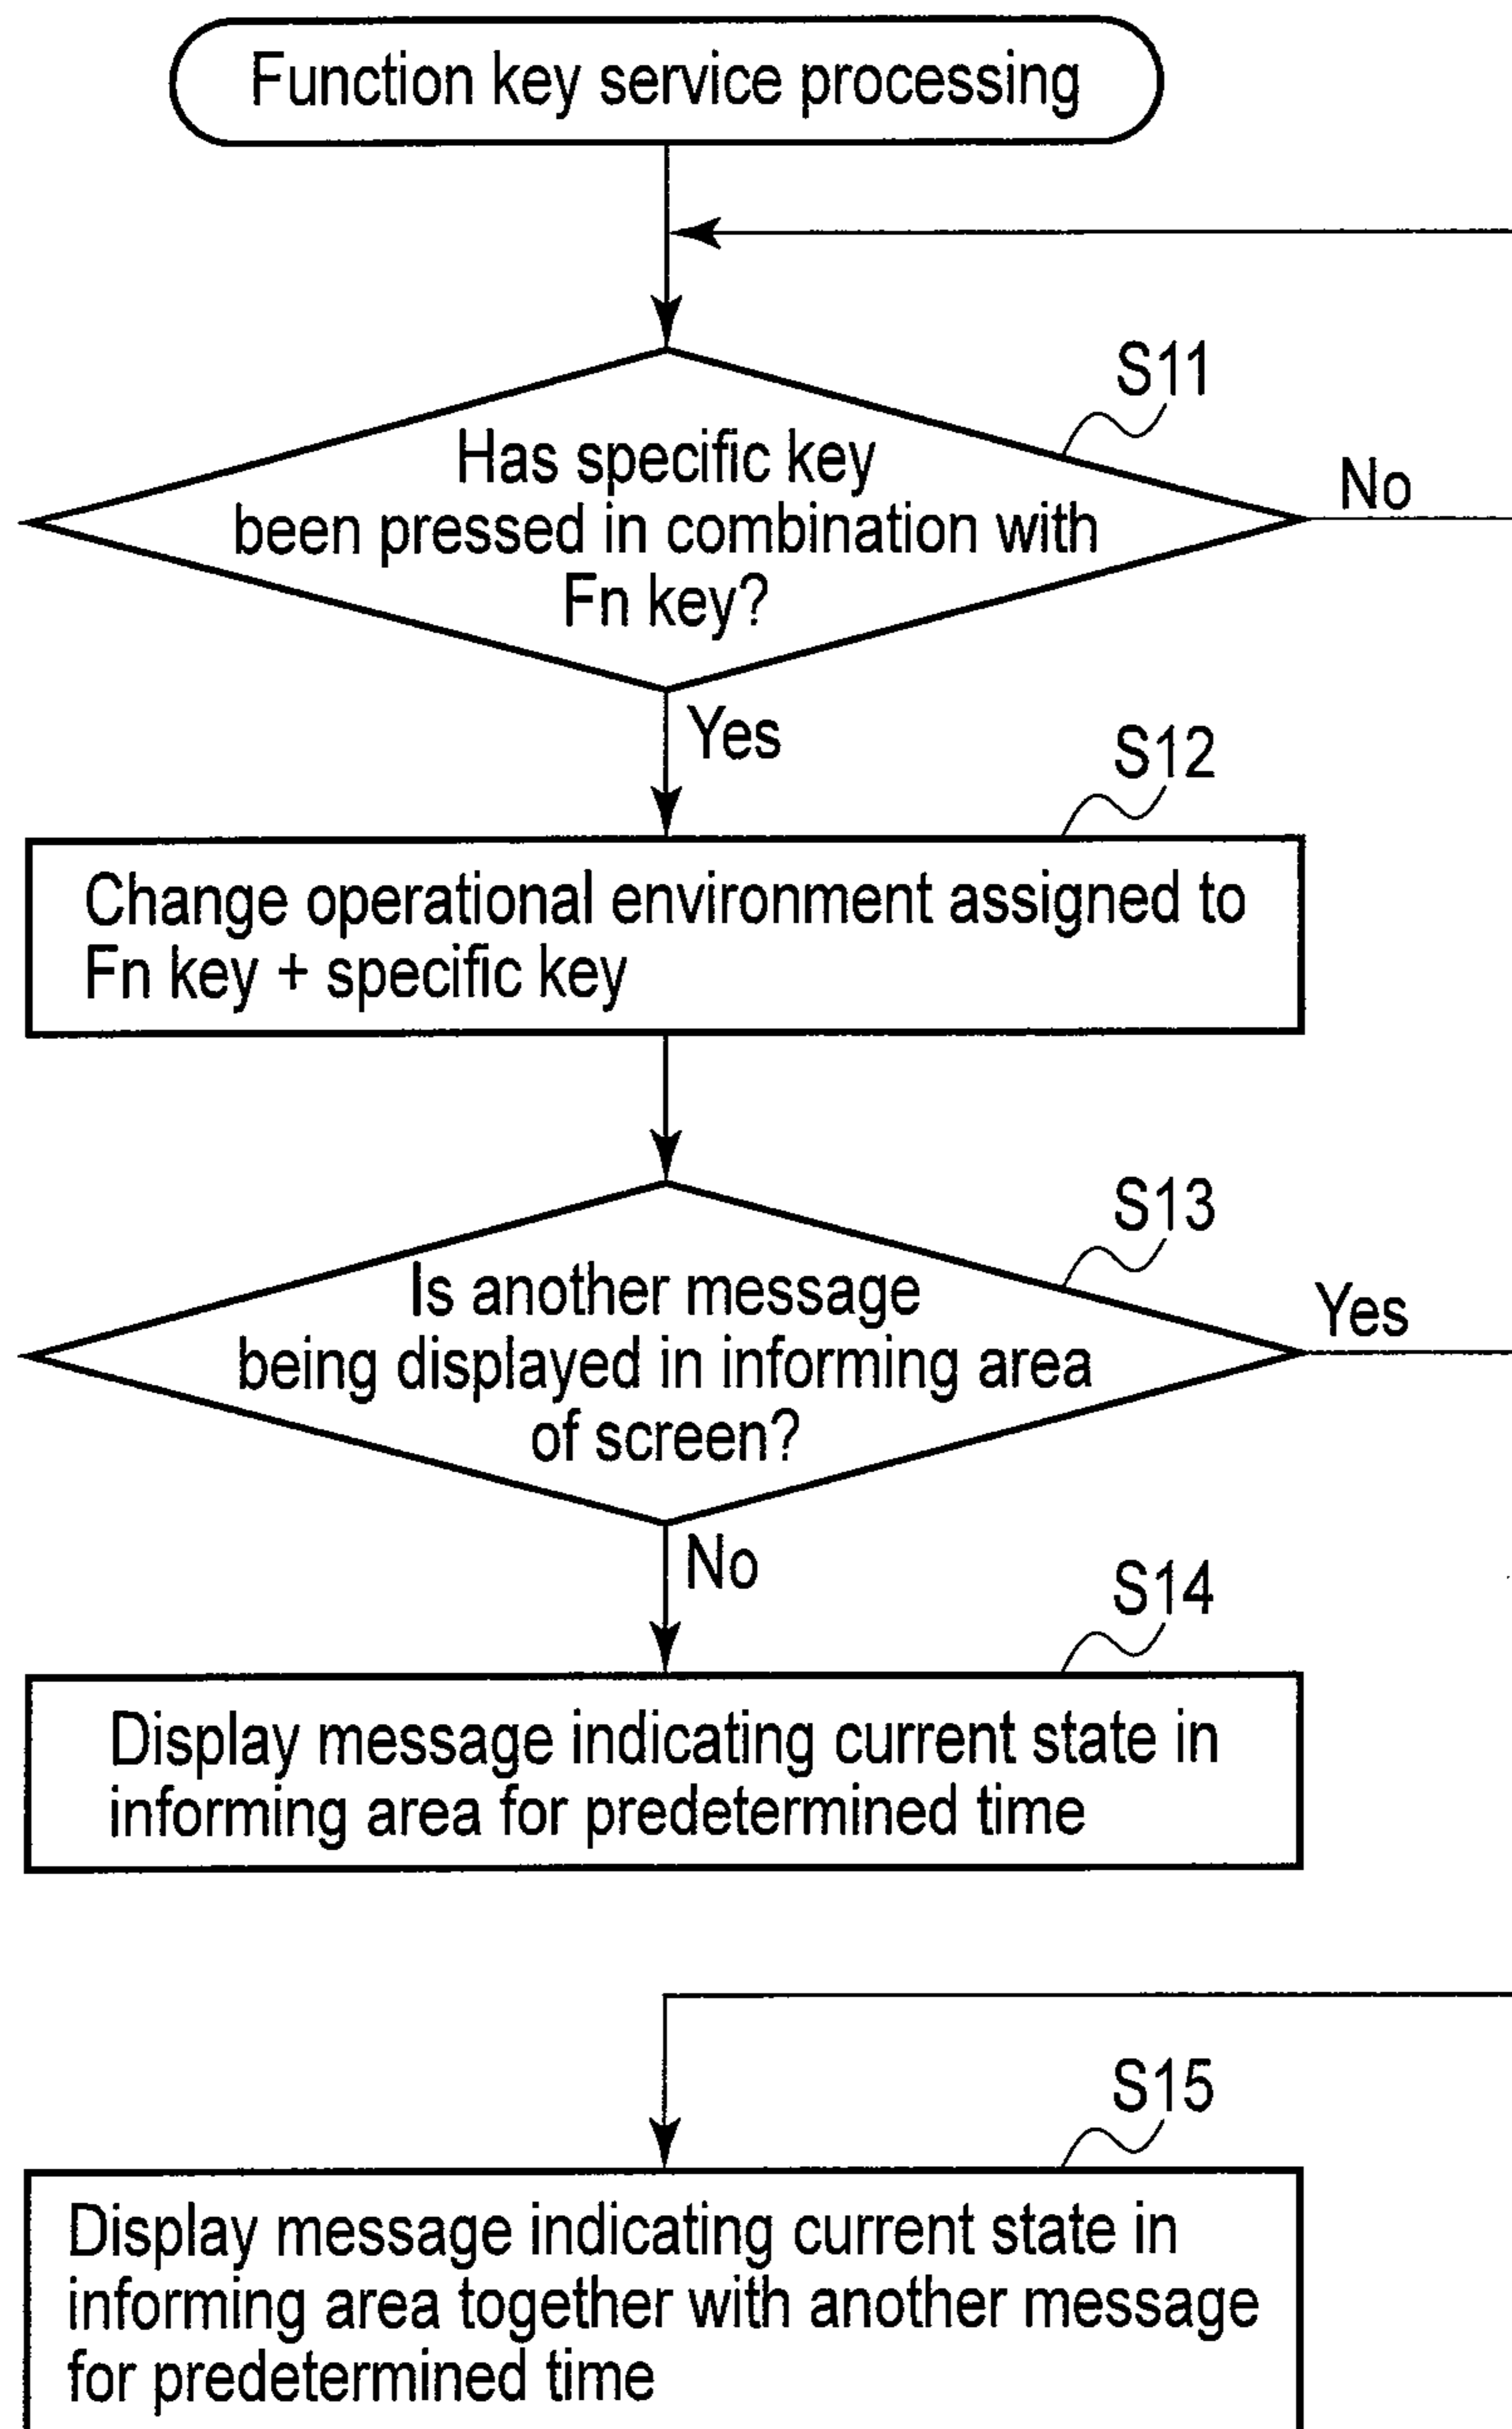 Function key service processing
S11
Has specific key
been pressed in combination with
Fn key?
No
Yes
S12
Change operational environment assigned to
Fn key + specific key
S13
Is another message
being displayed in informing area
of screen?
Yes
No
S14
Display message indicating current state in
informing area for predetermined time
S15
Display message indicating current state in
informing area together with another message
for predetermined time